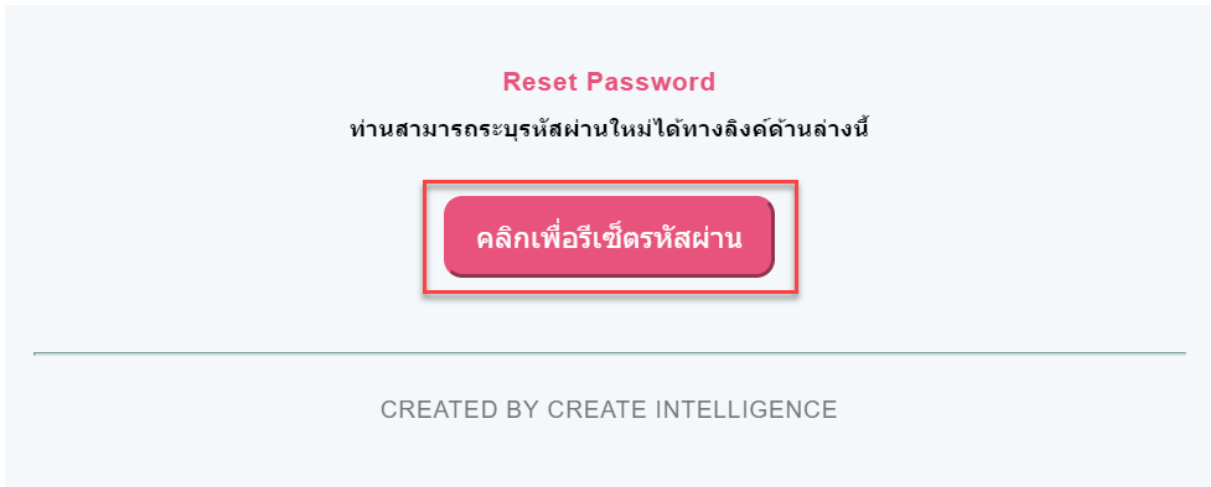 Reset Password
ท่านสามารถระบุรหัสผ่านใหม่ได้ทางลิงค์ด้านล่างนี้
คลิกเพื่อรีเซ็ตรหัสผ่าน
CREATED BY CREATE INTELLIGENCE